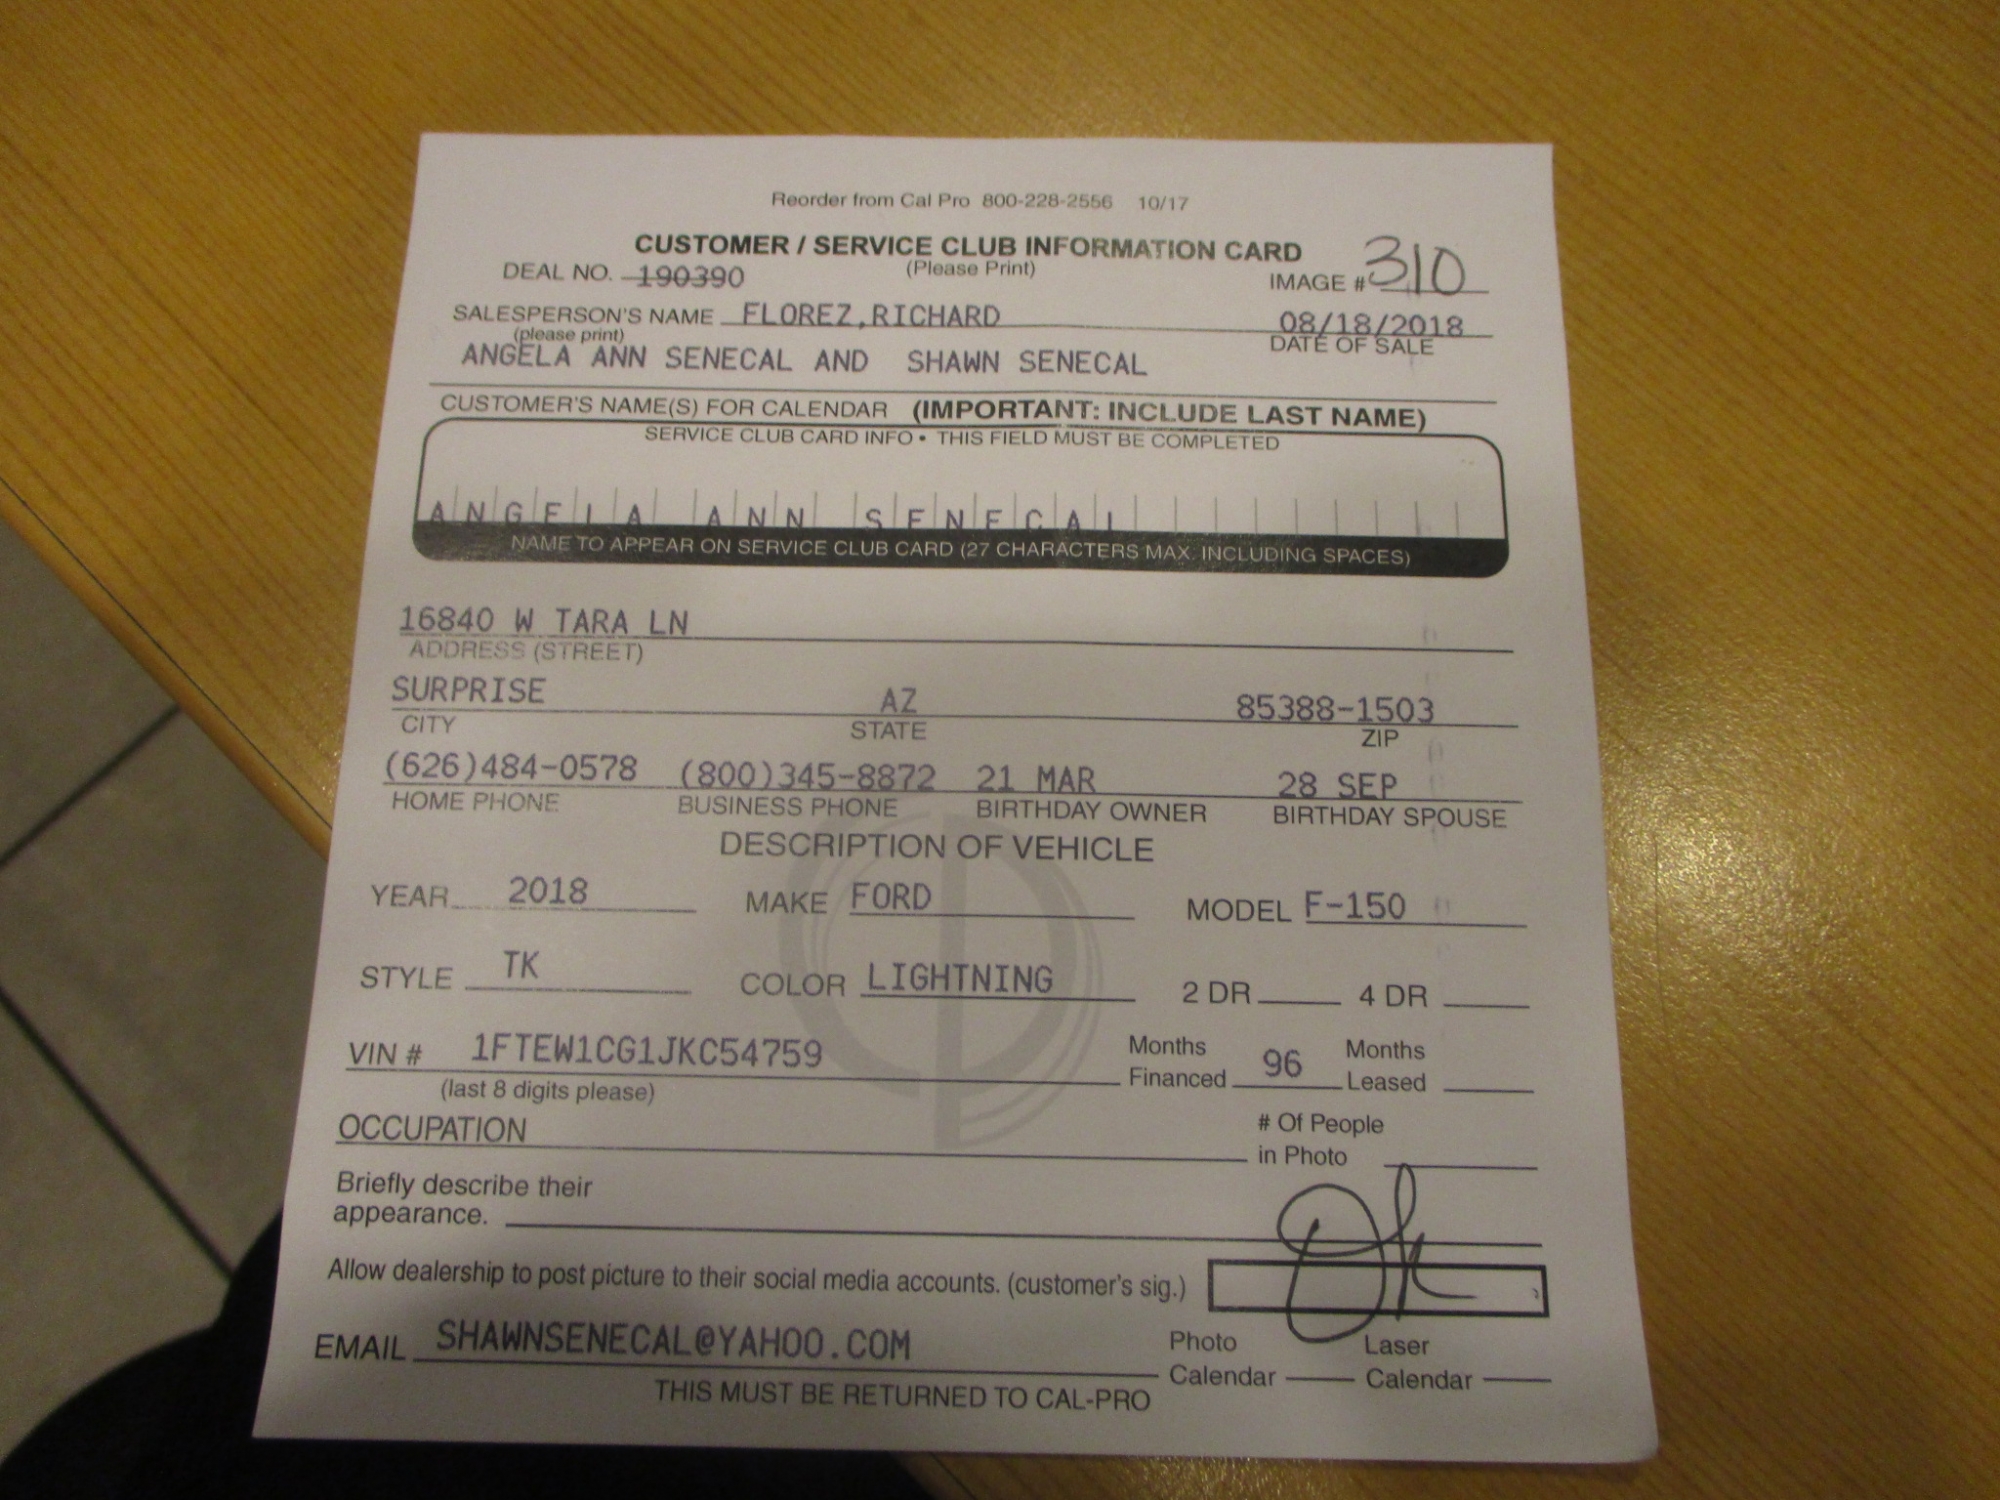 Reorder from Cal Pro 800-228-2556 10/17
CUSTOMER / SERVICE CLUB INFORMATION CARD
DEAL NO. 190390 (Please Print) IMAGE # 310
SALESPERSON'S NAME FLOREZ,RICHARD 08/18/2018
(please print) DATE OF SALE
ANGELA ANN SENECAL AND SHAWN SENECAL
CUSTOMER'S NAME(S) FOR CALENDAR (IMPORTANT: INCLUDE LAST NAME)
SERVICE CLUB CARD INFO • THIS FIELD MUST BE COMPLETED
ANGELA ANN SENECAL
NAME TO APPEAR ON SERVICE CLUB CARD (27 CHARACTERS MAX. INCLUDING SPACES)
16840 W TARA LN
ADDRESS (STREET)
SURPRISE AZ 85388-1503
CITY STATE ZIP
(626)484-0578 (800)345-8872 21 MAR 28 SEP
HOME PHONE BUSINESS PHONE BIRTHDAY OWNER BIRTHDAY SPOUSE
DESCRIPTION OF VEHICLE
YEAR 2018 MAKE FORD MODEL F-150
STYLE TK COLOR LIGHTNING 2 DR 4 DR
VIN # 1FTEW1CG1JKC54759 Months Financed 96 Months Leased
(last 8 digits please)
OCCUPATION # Of People in Photo
Briefly describe their
appearance.
Allow dealership to post picture to their social media accounts. (customer's sig.)
EMAIL SHAWNSENECAL@YAHOO.COM Photo Calendar Laser Calendar
THIS MUST BE RETURNED TO CAL-PRO